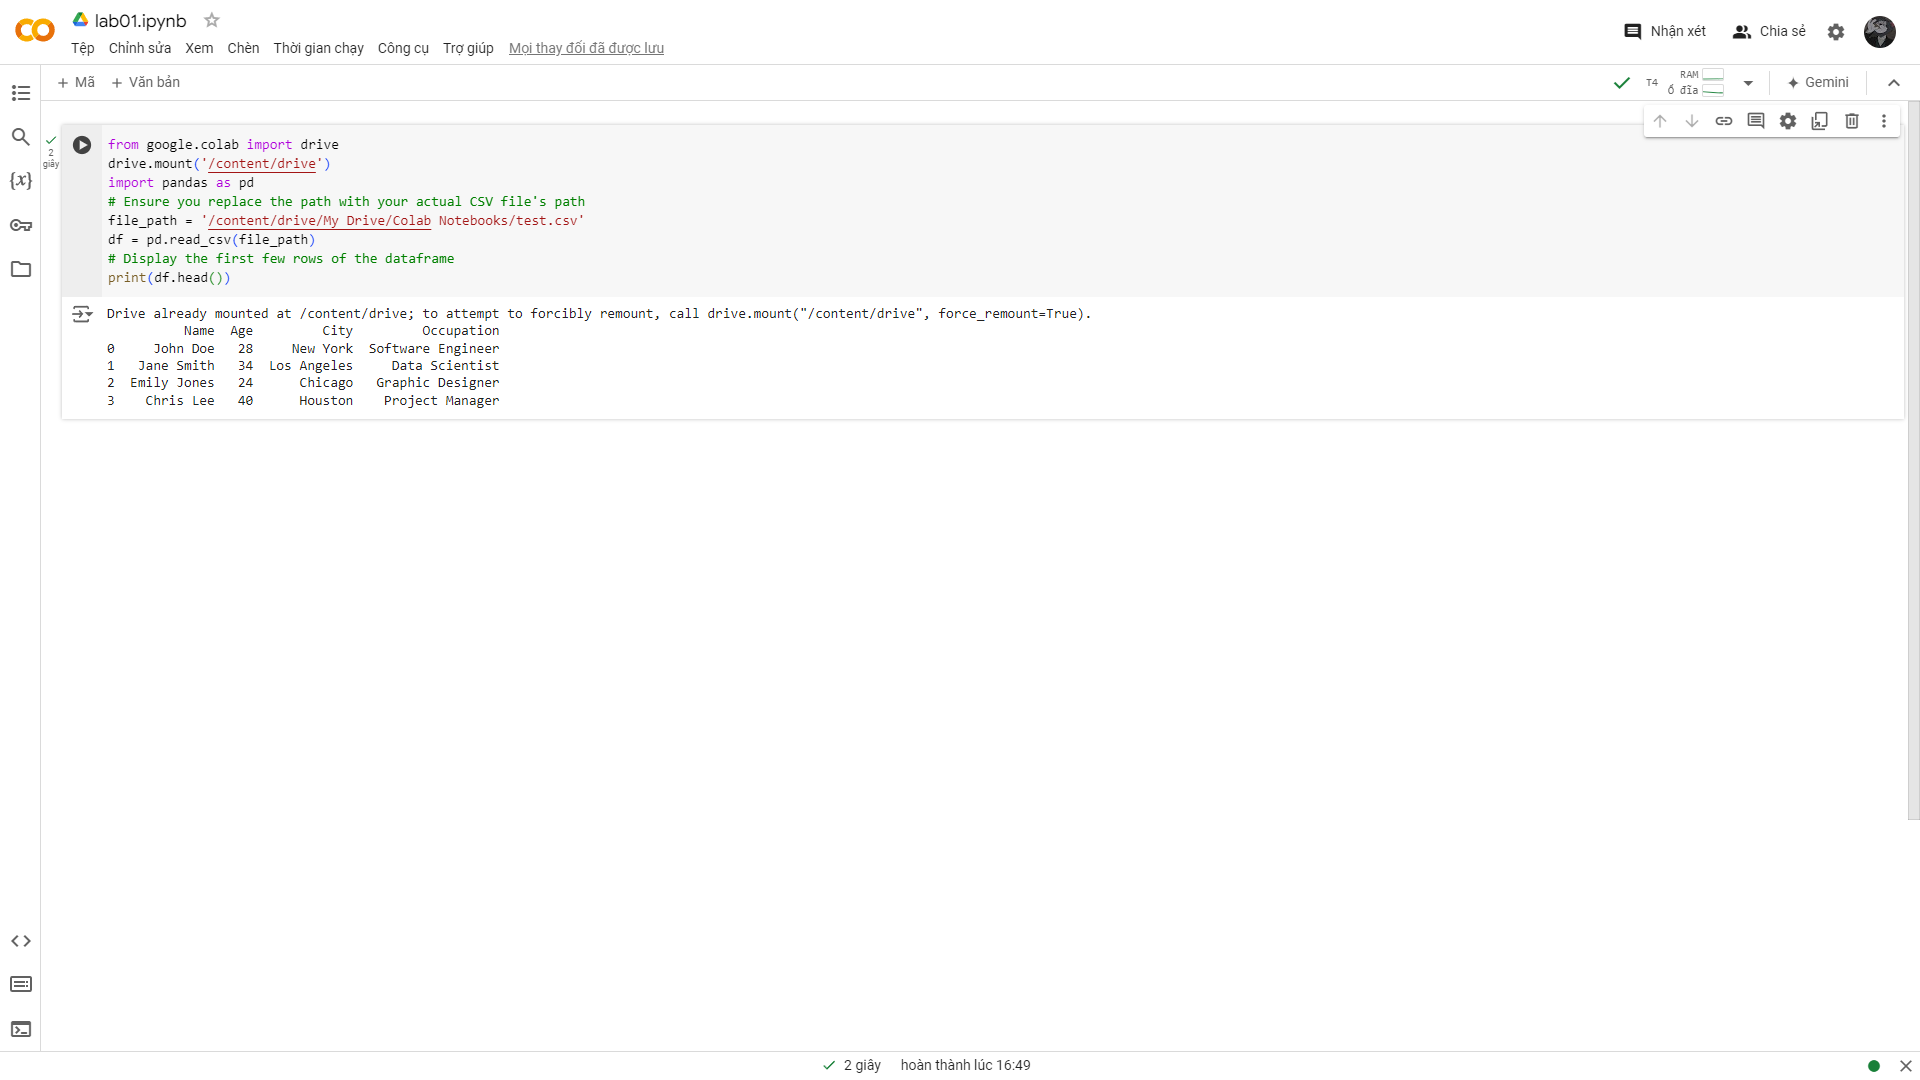 lab01.ipynb
Tệp Chỉnh sửa Xem Chèn Thời gian chạy Công cụ Trợ giúp Mọi thay đổi đã được lưu
Nhận xét Chia sẻ
+ Mã + Văn bản
T4 RAM
Ổ đĩa
Gemini
2
giây
from google.colab import drive
drive.mount('/content/drive')
import pandas as pd
# Ensure you replace the path with your actual CSV file's path
file_path = '/content/drive/My Drive/Colab Notebooks/test.csv'
df = pd.read_csv(file_path)
# Display the first few rows of the dataframe
print(df.head())
Drive already mounted at /content/drive; to attempt to forcibly remount, call drive.mount("/content/drive", force_remount=True).
Name Age City Occupation
0 John Doe 28 New York Software Engineer
1 Jane Smith 34 Los Angeles Data Scientist
2 Emily Jones 24 Chicago Graphic Designer
3 Chris Lee 40 Houston Project Manager
2 giây hoàn thành lúc 16:49